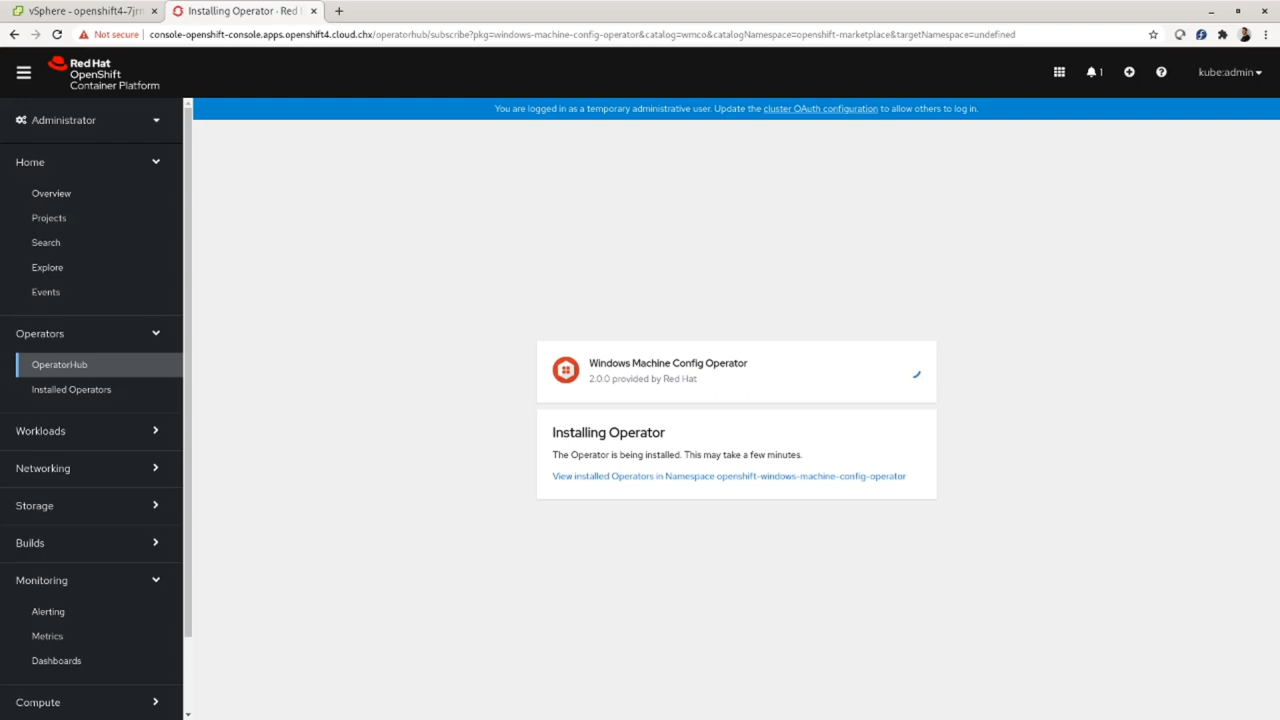 vSphere - openshift4-7jr
Installing Operator · Red H
Not secure
console-openshift-console.apps.openshift4.cloud.chx/operatorhub/subscribe?pkg=windows-machine-config-operator&catalog=wmco&catalogNamespace=openshift-marketplace&targetNamespace=undefined
Red Hat
OpenShift
Container Platform
1
kube:admin
You are logged in as a temporary administrative user. Update the cluster OAuth configuration to allow others to log in.
Administrator
Home
Overview
Projects
Search
Explore
Events
Operators
OperatorHub
Installed Operators
Workloads
Networking
Storage
Builds
Monitoring
Alerting
Metrics
Dashboards
Compute
Windows Machine Config Operator
2.0.0 provided by Red Hat
Installing Operator
The Operator is being installed. This may take a few minutes.
View installed Operators in Namespace openshift-windows-machine-config-operator